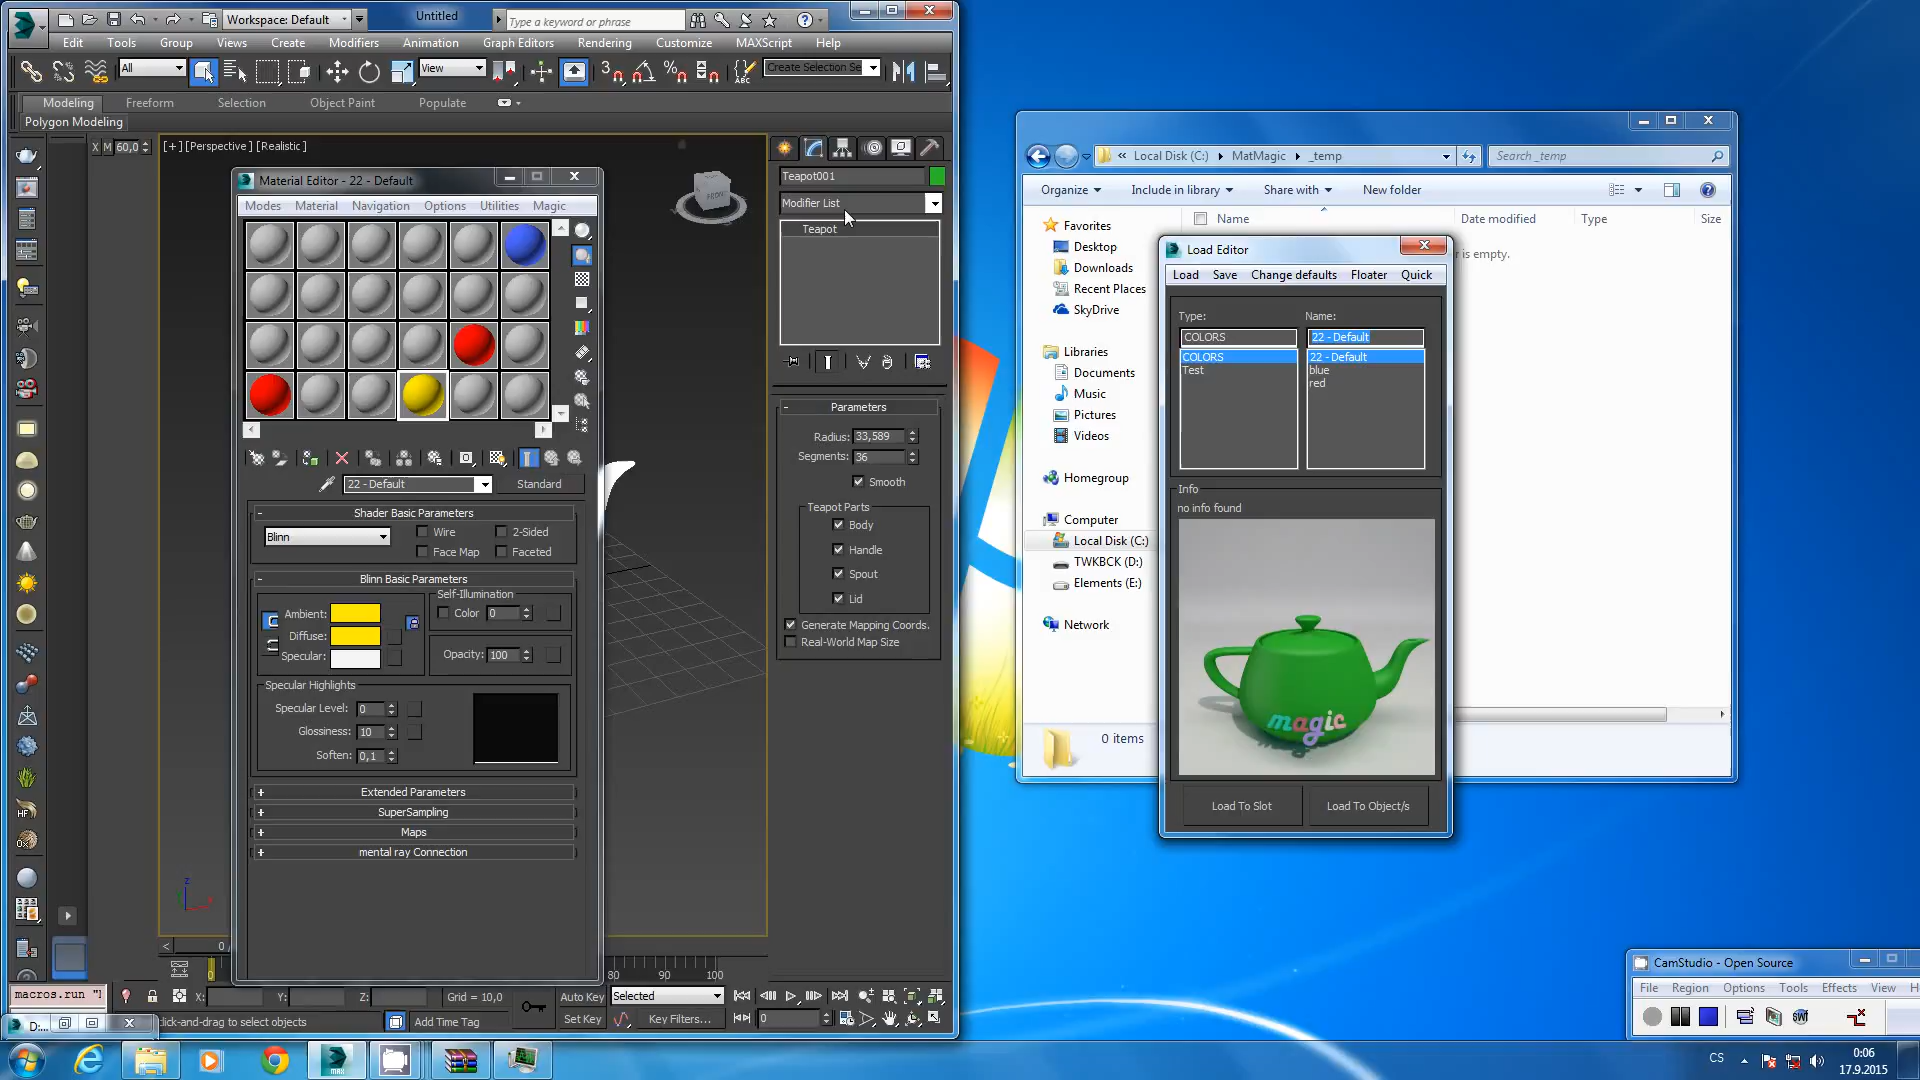 Workspace: Default
Untitled
Type a keyword or phrase
Edit Tools Group Views Create Modifiers Animation Graph Editors Rendering Customize MAXScript Help
All
View
3
ABC
Create Selection Se
Modeling Freeform Selection Object Paint Populate
Polygon Modeling
X M 60,0
[+] [Perspective] [Realistic]
FRONT
Material Editor - 22 - Default
Modes Material Navigation Options Utilities Magic
22 - Default
Standard
Shader Basic Parameters
Blinn
Wire
2-Sided
Face Map
Faceted
Blinn Basic Parameters
Self-Illumination
Ambient:
Color 0
Diffuse:
Specular:
Opacity: 100
Specular Highlights
Specular Level: 0
Glossiness: 10
Soften: 0,1
Extended Parameters
SuperSampling
Maps
mental ray Connection
Teapot001
Modifier List
Teapot
Parameters
Radius: 33,589
Segments: 36
Smooth
Teapot Parts
Body
Handle
Spout
Lid
Generate Mapping Coords.
Real-World Map Size
HF
z
x
0 /
0
80 90 100
macros.run "]
X:
Y:
Z:
Grid = 10,0
Auto Key
Selected
Set Key
Key Filters...
0
D:...
click-and-drag to select objects
Add Time Tag
« Local Disk (C:) MatMagic _temp
Search _temp
Organize Include in library Share with New folder
Name Date modified Type Size
r is empty.
Favorites
Desktop
Downloads
Recent Places
SkyDrive
Libraries
Documents
Music
Pictures
Videos
Homegroup
Computer
Local Disk (C:)
TWKBCK (D:)
Elements (E:)
Network
0 items
Load Editor
Load Save Change defaults Floater Quick
Type:
Name:
COLORS
22 - Default
COLORS
22 - Default
Test
blue
red
Info
no info found
magic
Load To Slot
Load To Object/s
CamStudio - Open Source
File Region Options Tools Effects View H
SWF
MAX
CS
0:06
17.9.2015